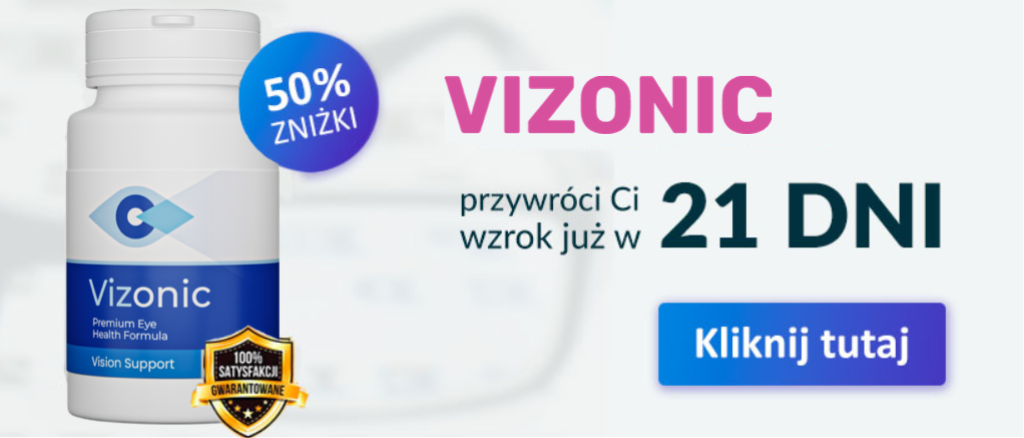 50%
ZNIŻKI
VIZONIC
przywróci Ci
wzrok już w
21 DNI
Kliknij tutaj
Vizonic
Premium Eye
Health Formula
Vision Support
100%
SATYSFAKCJI
GWARANTOWANE